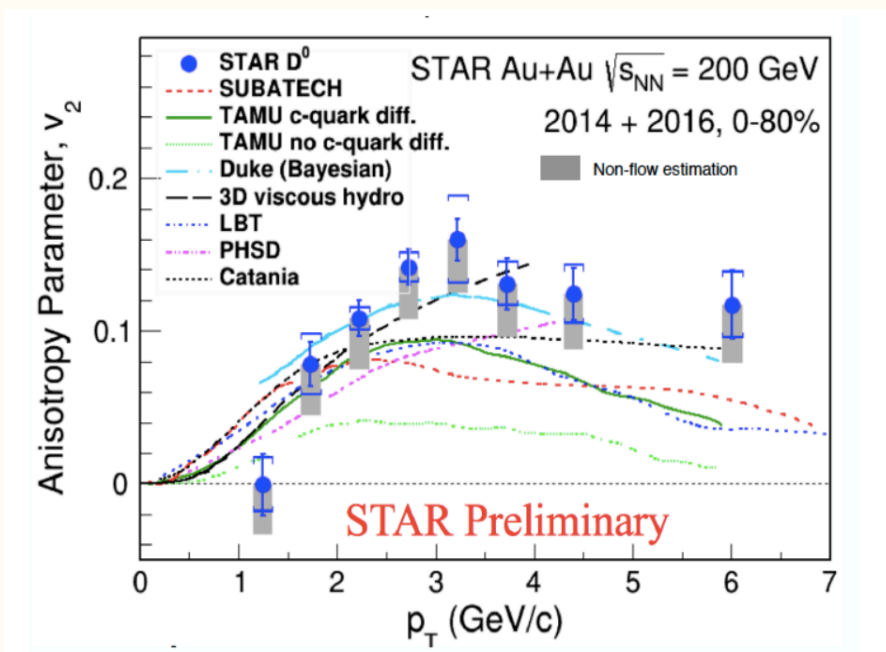 STAR D⁰
SUBATECH
TAMU c-quark diff.
TAMU no c-quark diff.
Duke (Bayesian)
3D viscous hydro
LBT
PHSD
Catania
STAR Au+Au √sNN = 200 GeV
2014 + 2016, 0-80%
Non-flow estimation
Anisotropy Parameter, v₂
0.2
0.1
0
STAR Preliminary
0 1 2 3 4 5 6 7
pT (GeV/c)